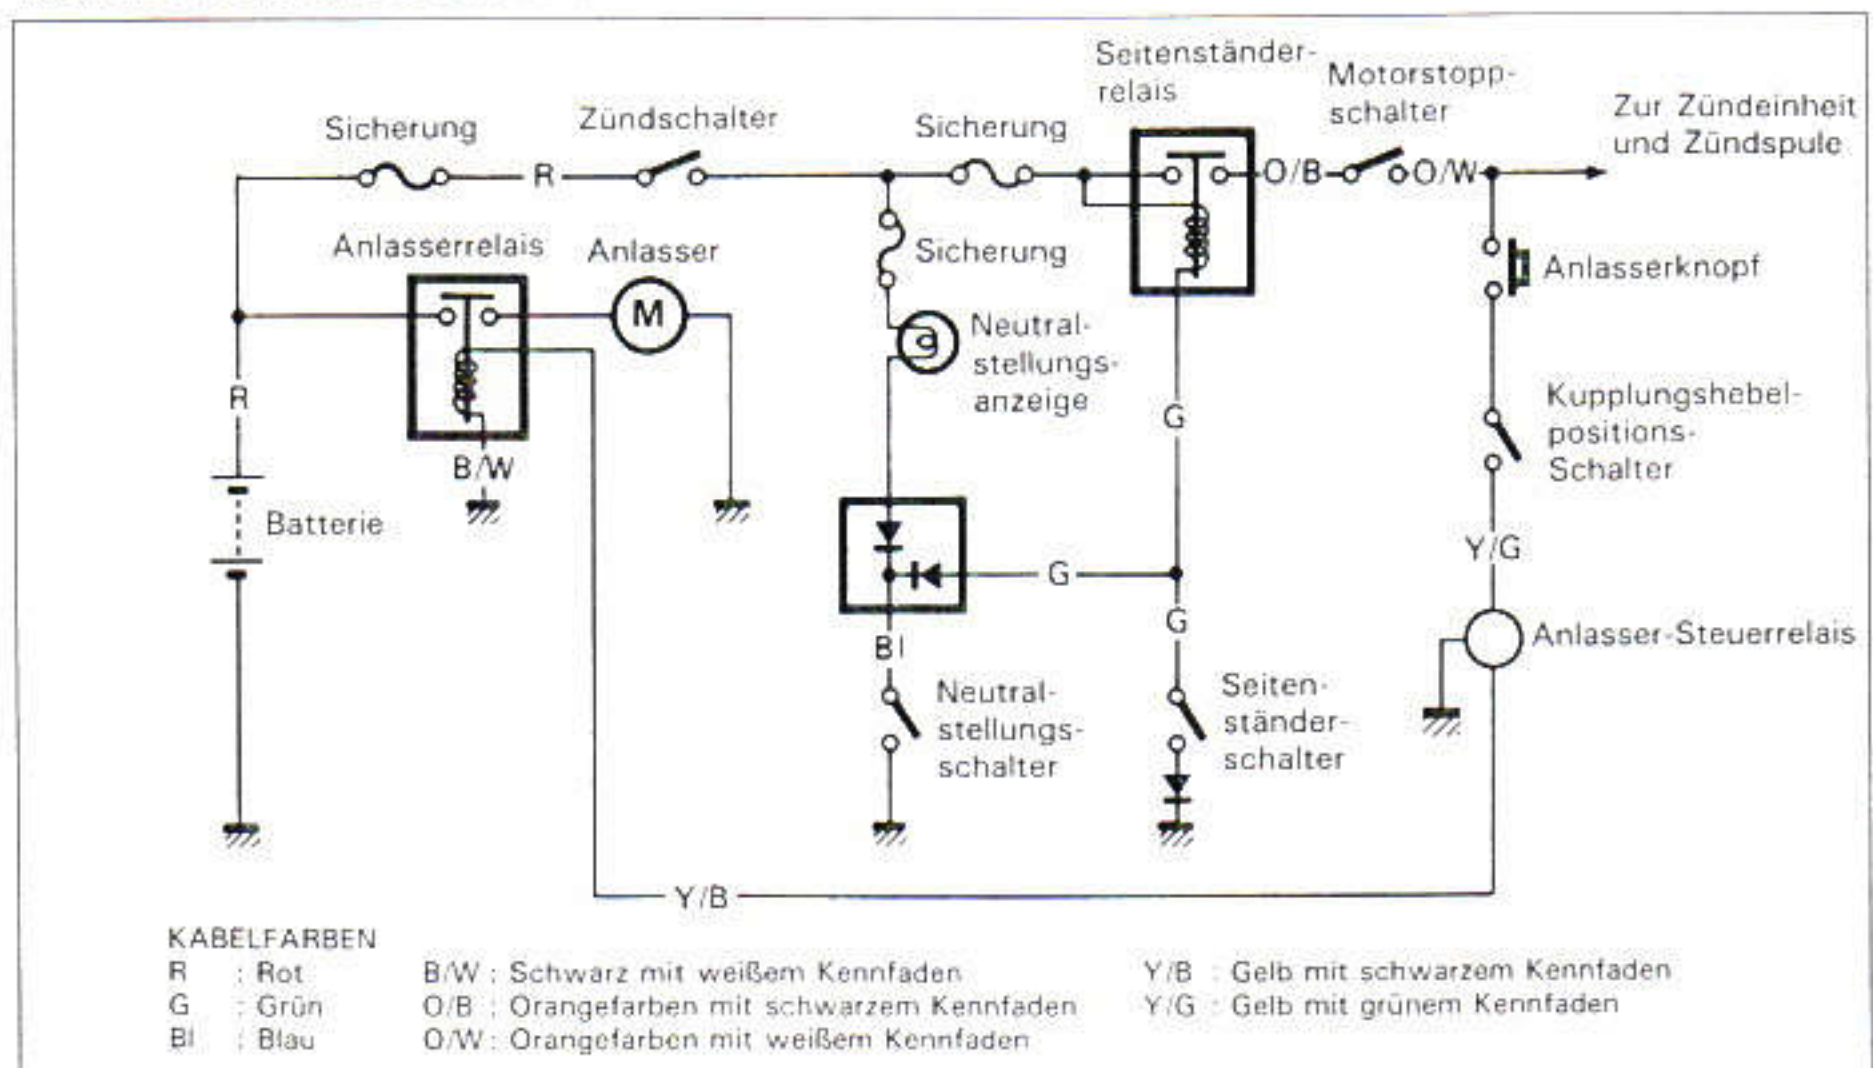 Seitenständer-
relais
Motorstopp-
schalter
Zur Zündeinheit
und Zündspule
Sicherung
Zündschalter
Sicherung
R
O/B
O/W
Anlasserrelais
Anlasser
Sicherung
Anlasserknopf
M
Neutral-
stellungs-
anzeige
R
G
Kupplungshebel-
positions-
Schalter
B/W
Batterie
Y/G
G
G
Bl
Anlasser-Steuerrelais
Neutral-
stellungs-
schalter
Seiten-
ständer-
schalter
Y/B
KABELFARBEN
R : Rot
G : Grün
Bl : Blau
B/W : Schwarz mit weißem Kennfaden
O/B : Orangefarben mit schwarzem Kennfaden
O/W : Orangefarben mit weißem Kennfaden
Y/B : Gelb mit schwarzem Kennfaden
Y/G : Gelb mit grünem Kennfaden